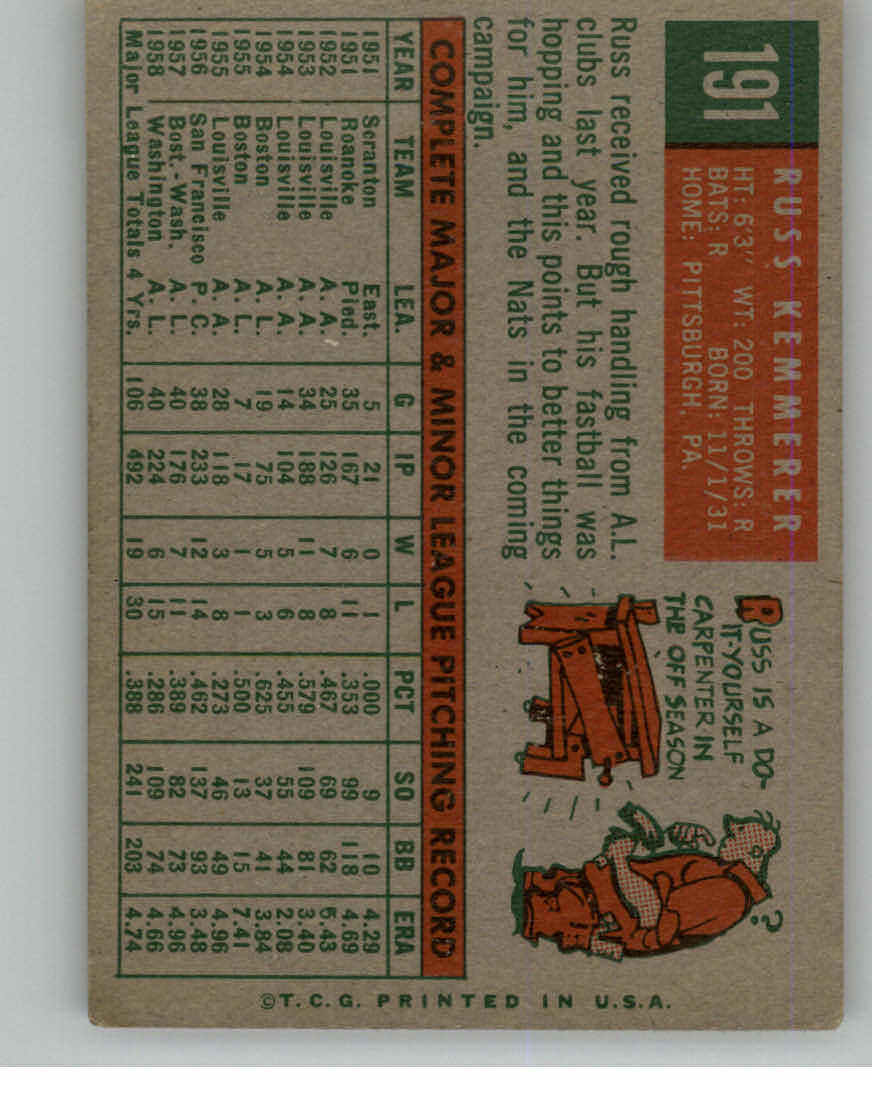 191
RUSS KEMMERER
HT: 6'3" WT: 200 THROWS: R
BATS: R BORN: 11/1/31
HOME: PITTSBURGH, PA.
Russ received rough handling from A.L.
clubs last year. But his fastball was
hopping and this points to better things
for him, and the Nats in the coming
campaign.
RUSS IS A DO-
IT-YOURSELF
CARPENTER IN
THE OFF SEASON
?
COMPLETE MAJOR & MINOR LEAGUE PITCHING RECORD
YEAR TEAM LEA. G IP W L PCT SO BB ERA
1951 Scranton East. 5 21 0 1 .000 9 10 4.29
1951 Roanoke Pied. 35 167 6 11 .353 99 118 4.69
1952 Louisville A. A. 25 126 7 8 .467 69 62 5.43
1953 Louisville A. A. 34 188 11 8 .579 109 81 3.40
1954 Louisville A. A. 14 104 5 6 .455 55 44 2.08
1954 Boston A. L. 19 75 5 3 .625 37 41 3.84
1955 Boston A. L. 7 17 1 1 .500 13 15 7.41
1955 Louisville A. A. 28 118 3 8 .273 46 49 4.96
1956 San Francisco P. C. 38 233 12 14 .462 137 93 3.48
1957 Bost.-Wash. A. L. 40 176 7 11 .389 82 73 4.96
1958 Washington A. L. 40 224 6 15 .286 109 74 4.66
Major League Totals 4 Yrs. 106 492 19 30 .388 241 203 4.74
©T.C.G. PRINTED IN U.S.A.